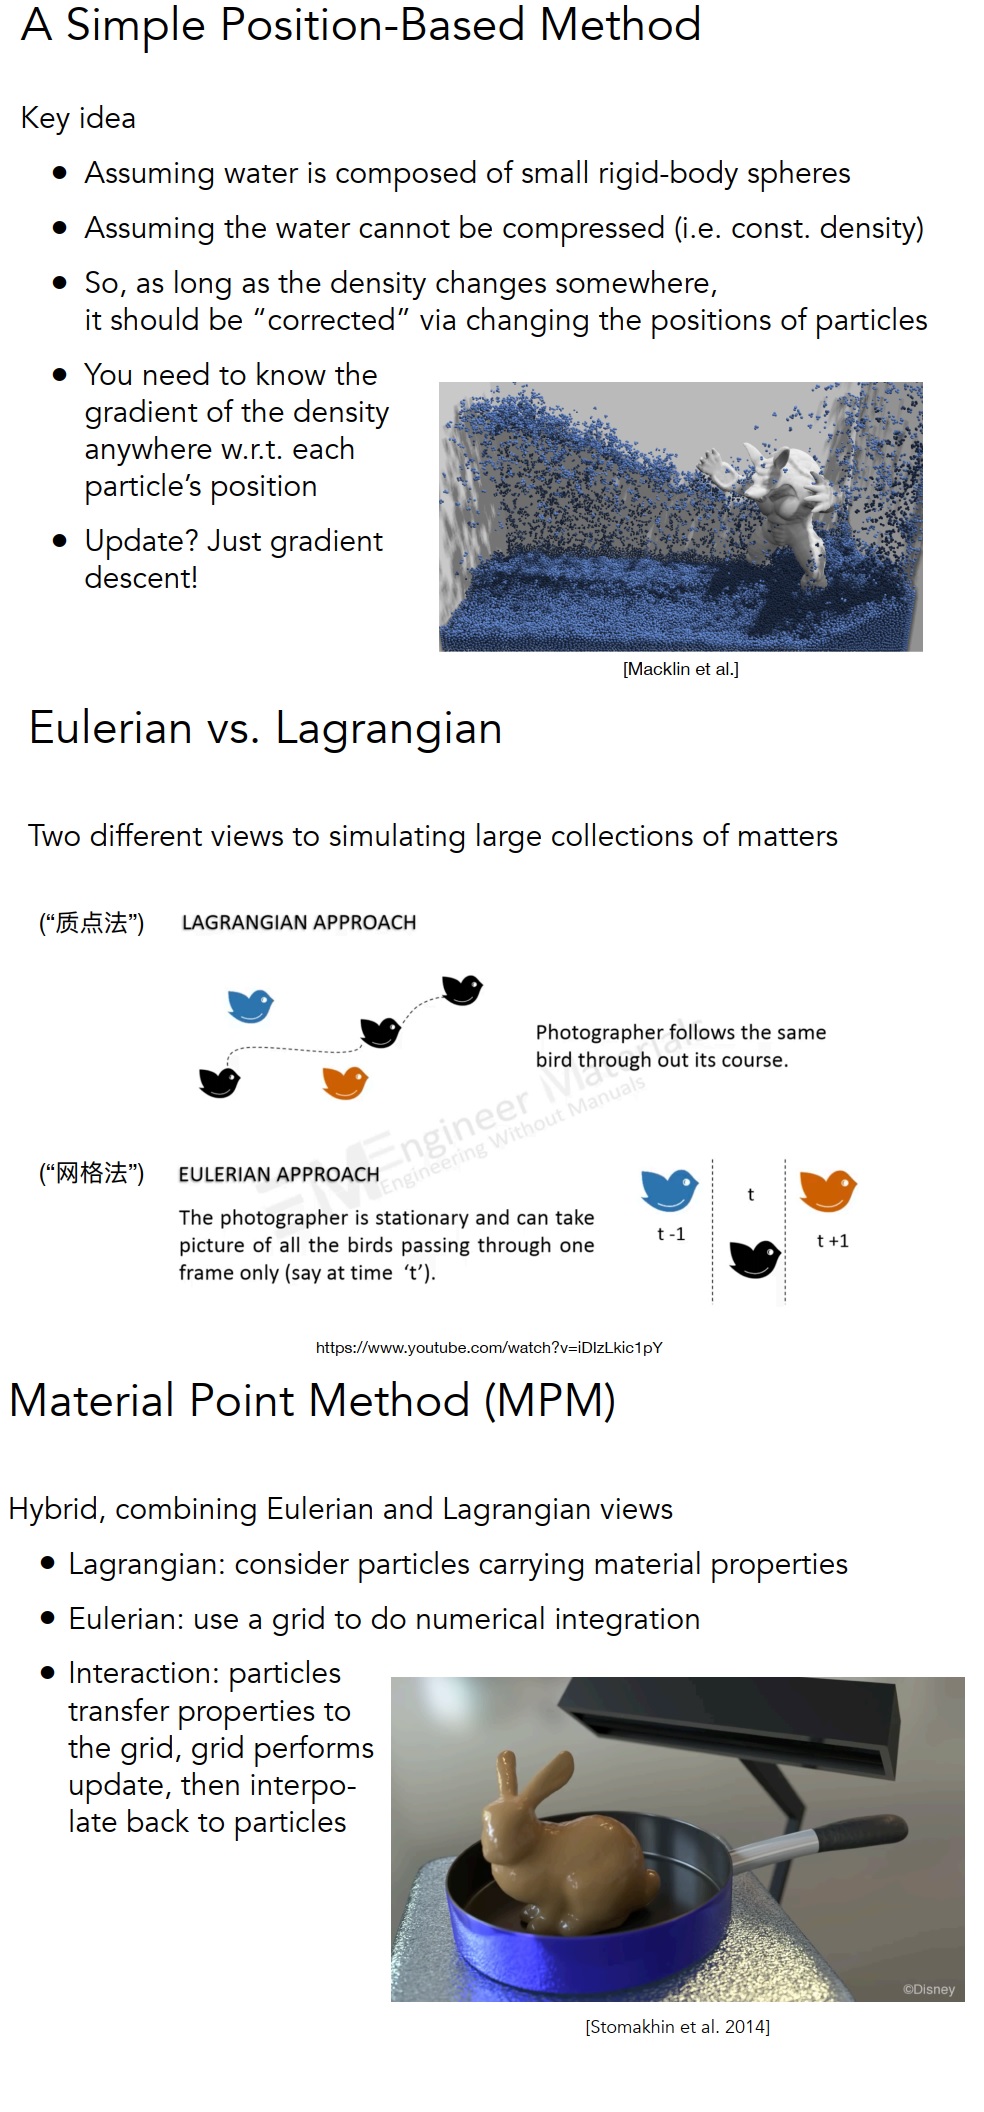 A Simple Position-Based Method
Key idea
● Assuming water is composed of small rigid-body spheres
● Assuming the water cannot be compressed (i.e. const. density)
● So, as long as the density changes somewhere,
it should be “corrected” via changing the positions of particles
● You need to know the
gradient of the density
anywhere w.r.t. each
particle’s position
● Update? Just gradient
descent!
[Macklin et al.]
Eulerian vs. Lagrangian
Two different views to simulating large collections of matters
(“质点法”) LAGRANGIAN APPROACH
Photographer follows the same
bird through out its course.
Engineer Materials
Engineering Without Manuals
EM
(“网格法”) EULERIAN APPROACH
The photographer is stationary and can take
picture of all the birds passing through one
frame only (say at time ‘t’).
t -1
t
t +1
https://www.youtube.com/watch?v=iDIzLkic1pY
Material Point Method (MPM)
Hybrid, combining Eulerian and Lagrangian views
● Lagrangian: consider particles carrying material properties
● Eulerian: use a grid to do numerical integration
● Interaction: particles
transfer properties to
the grid, grid performs
update, then interpo-
late back to particles
©Disney
[Stomakhin et al. 2014]